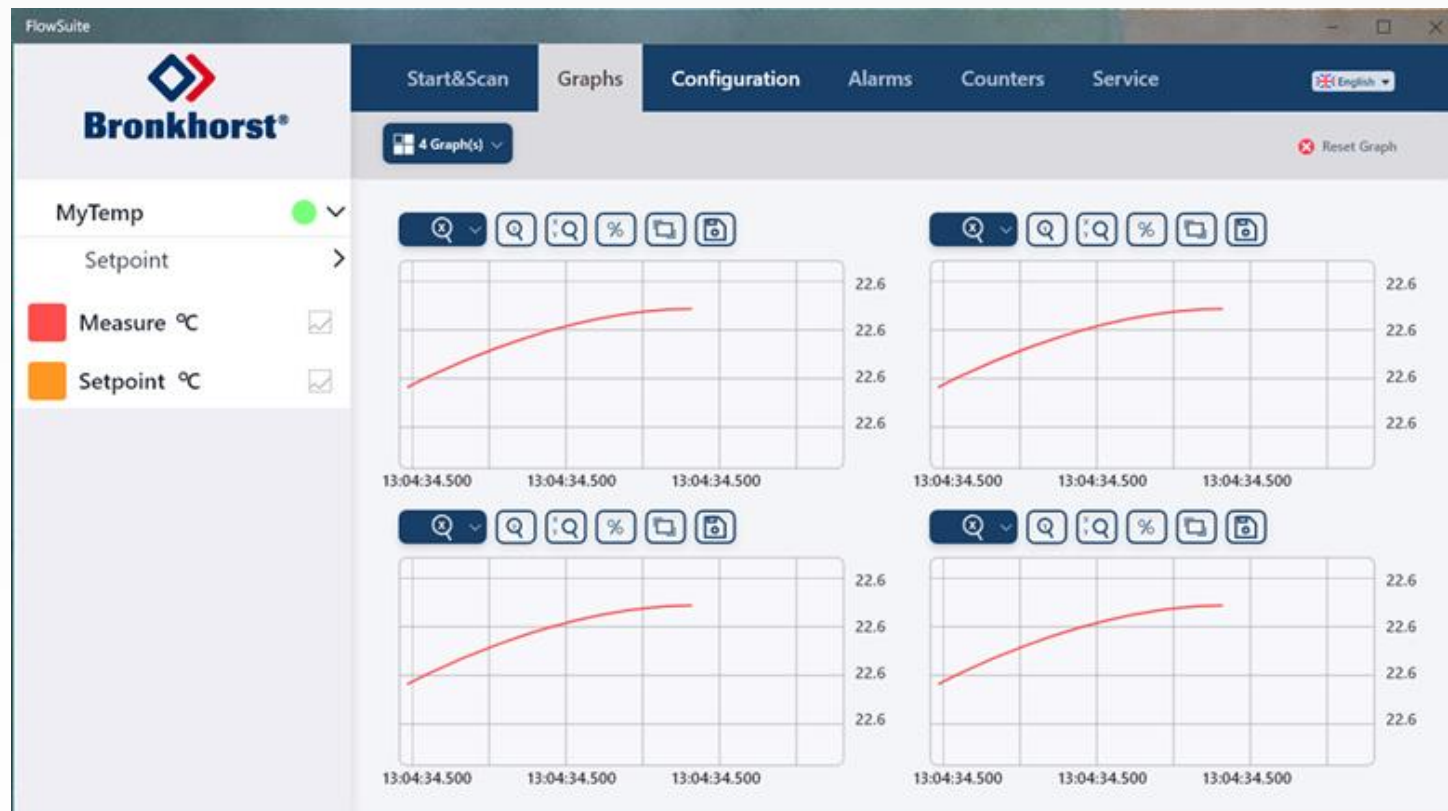 FlowSuite
Bronkhorst®
Start&Scan Graphs Configuration Alarms Counters Service English
4 Graph(s) Reset Graph
MyTemp
Setpoint
Measure ℃
Setpoint ℃
22.6
22.6
22.6
22.6
13:04:34.500 13:04:34.500 13:04:34.500
22.6
22.6
22.6
22.6
13:04:34.500 13:04:34.500 13:04:34.500
%
%
22.6
22.6
22.6
22.6
13:04:34.500 13:04:34.500 13:04:34.500
22.6
22.6
22.6
22.6
13:04:34.500 13:04:34.500 13:04:34.500
%
%